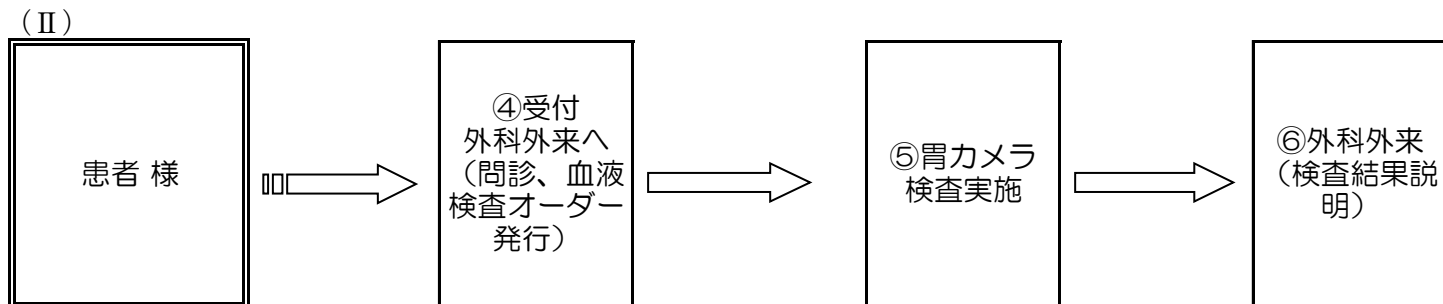 （Ⅱ）
患者 様
④受付
外科外来へ
（問診、血液
検査オーダー
発行）
⑤胃カメラ
検査実施
⑥外科外来
（検査結果説
明）